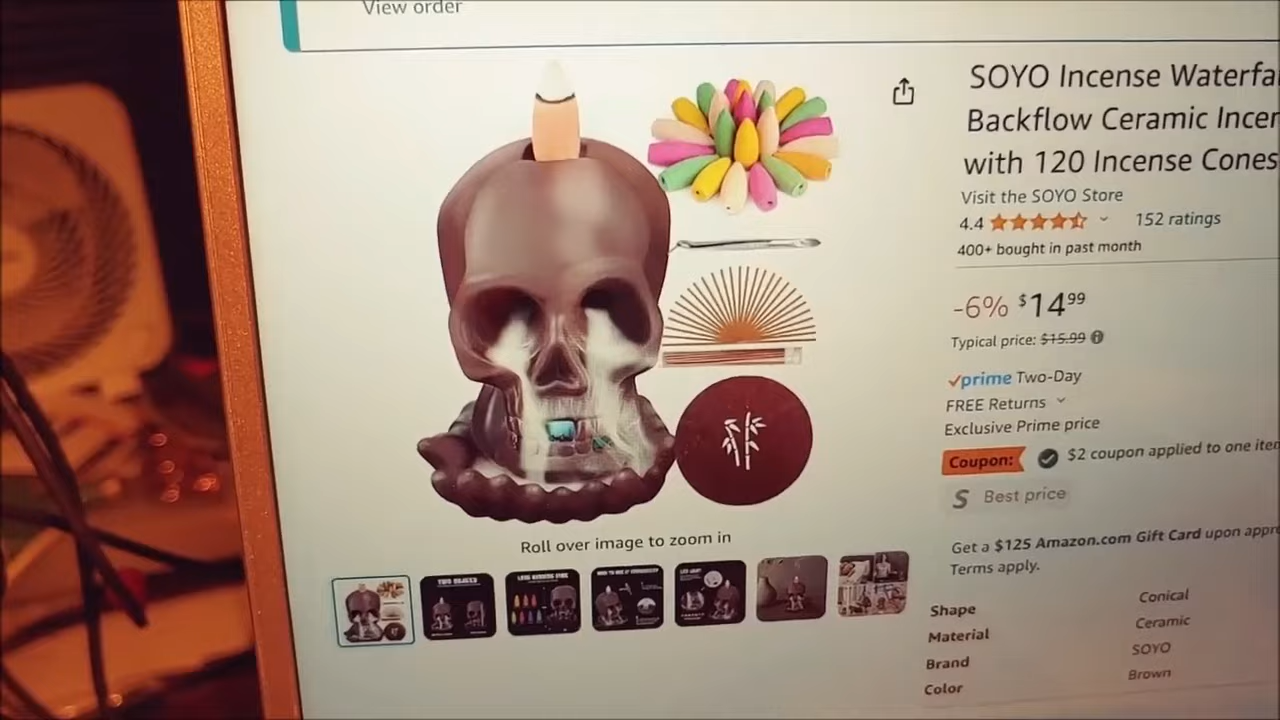 View order
SOYO Incense Waterfa
Backflow Ceramic Incen
with 120 Incense Cones
Visit the SOYO Store
4.4 152 ratings
400+ bought in past month
-6% $14.99
Typical price: $15.99
prime Two-Day
FREE Returns
Exclusive Prime price
Coupon: $2 coupon applied to one item
S Best price
Get a $125 Amazon.com Gift Card upon appro
Terms apply.
Shape Conical
Material Ceramic
Brand SOYO
Color Brown
Roll over image to zoom in